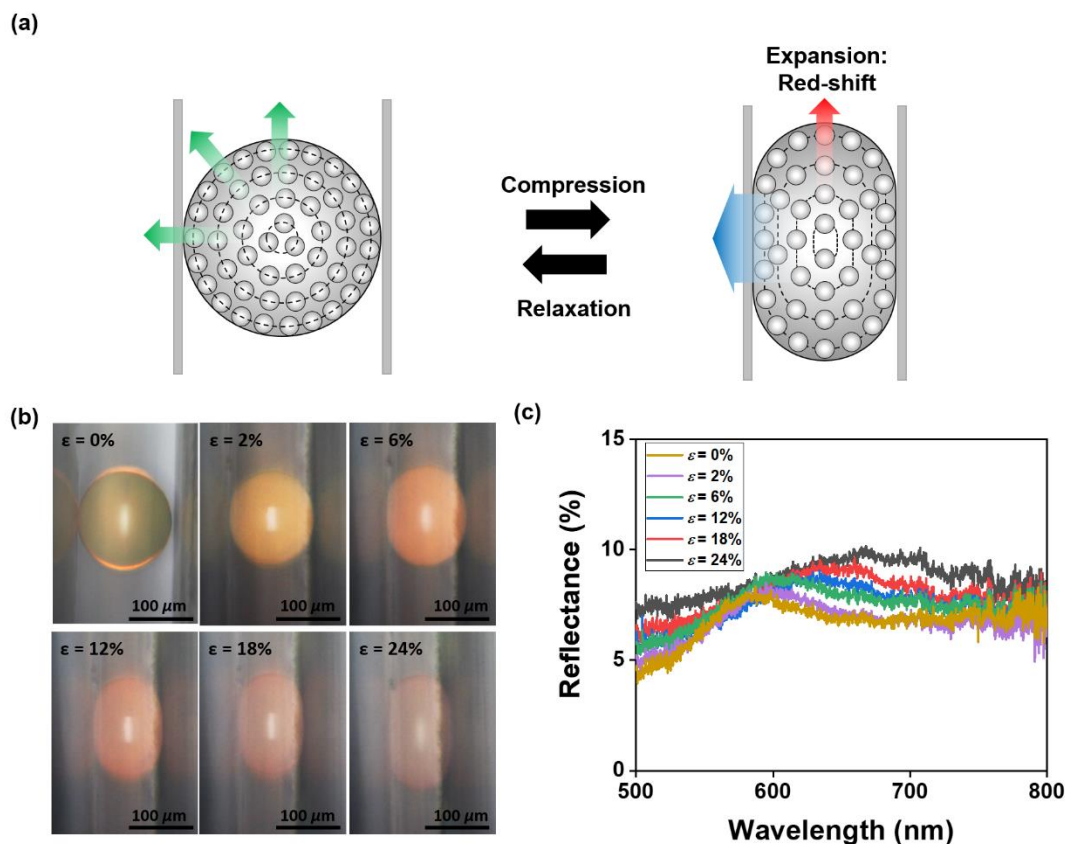 (a)
Expansion:
Red-shift
Compression
Relaxation
(b)
ε = 0%
100 µm
ε = 2%
100 µm
ε = 6%
100 µm
ε = 12%
100 µm
ε = 18%
100 µm
ε = 24%
100 µm
(c)
15
10
5
0
Reflectance (%)
ε = 0%
ε = 2%
ε = 6%
ε = 12%
ε = 18%
ε = 24%
500
600
700
800
Wavelength (nm)